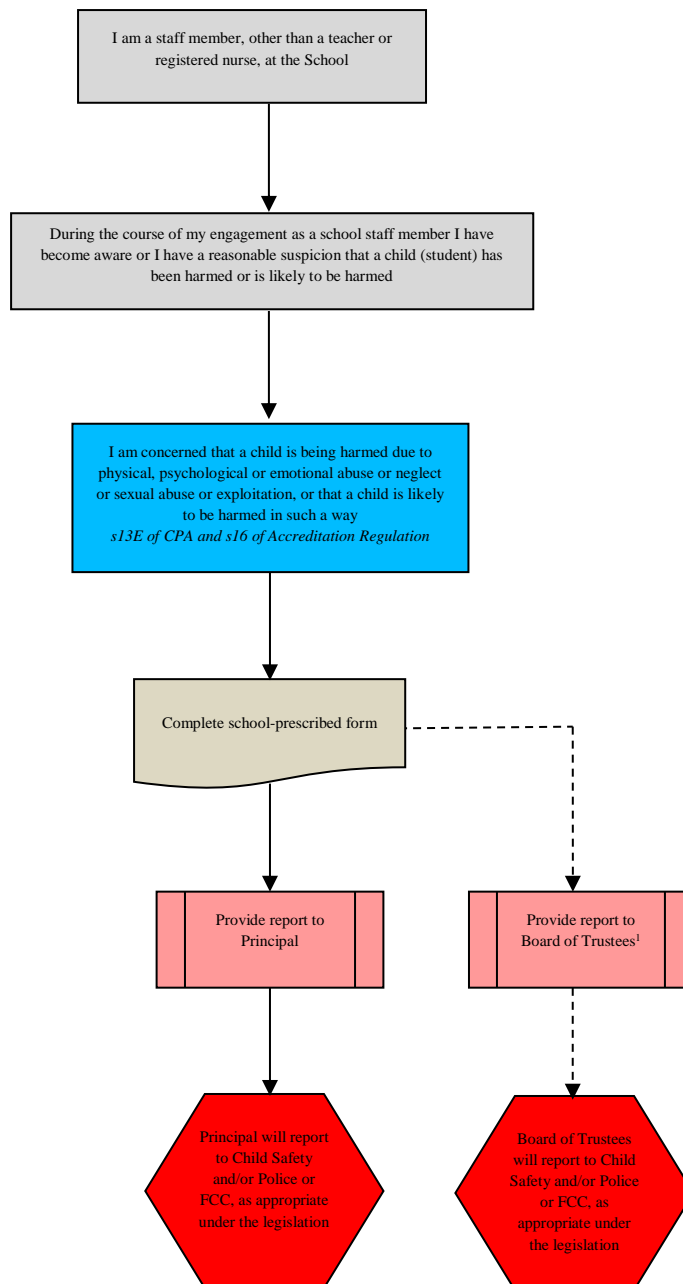 I am a staff member, other than a teacher or
registered nurse, at the School
During the course of my engagement as a school staff member I have
become aware or I have a reasonable suspicion that a child (student) has
been harmed or is likely to be harmed
I am concerned that a child is being harmed due to
physical, psychological or emotional abuse or neglect
or sexual abuse or exploitation, or that a child is likely
to be harmed in such a way
s13E of CPA and s16 of Accreditation Regulation
Complete school-prescribed form
Provide report to
Principal
Provide report to
Board of Trustees¹
Principal will report
to Child Safety
and/or Police or
FCC, as appropriate
under the legislation
Board of Trustees
will report to Child
Safety and/or Police
or FCC, as
appropriate under
the legislation